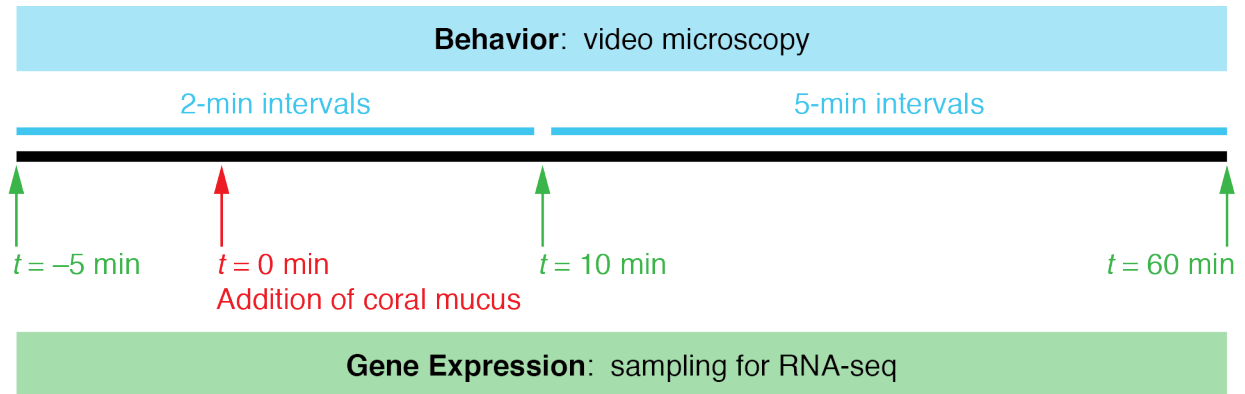 Behavior: video microscopy
2-min intervals 5-min intervals
t = –5 min t = 0 min t = 10 min t = 60 min
Addition of coral mucus
Gene Expression: sampling for RNA-seq